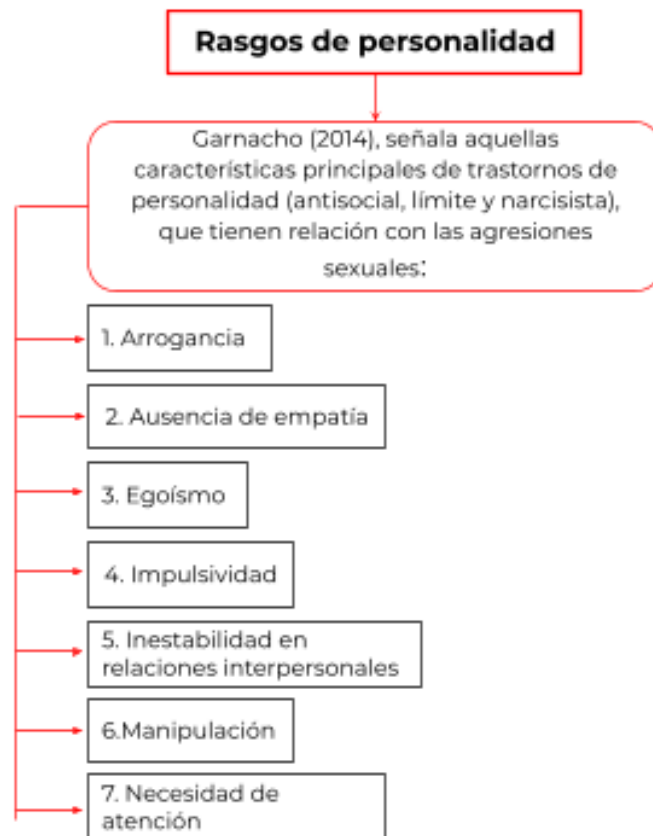 Rasgos de personalidad
Garnacho (2014), señala aquellas
características principales de trastornos de
personalidad (antisocial, límite y narcisista),
que tienen relación con las agresiones
sexuales:
1. Arrogancia
2. Ausencia de empatía
3. Egoísmo
4. Impulsividad
5. Inestabilidad en
relaciones interpersonales
6.Manipulación
7. Necesidad de
atención